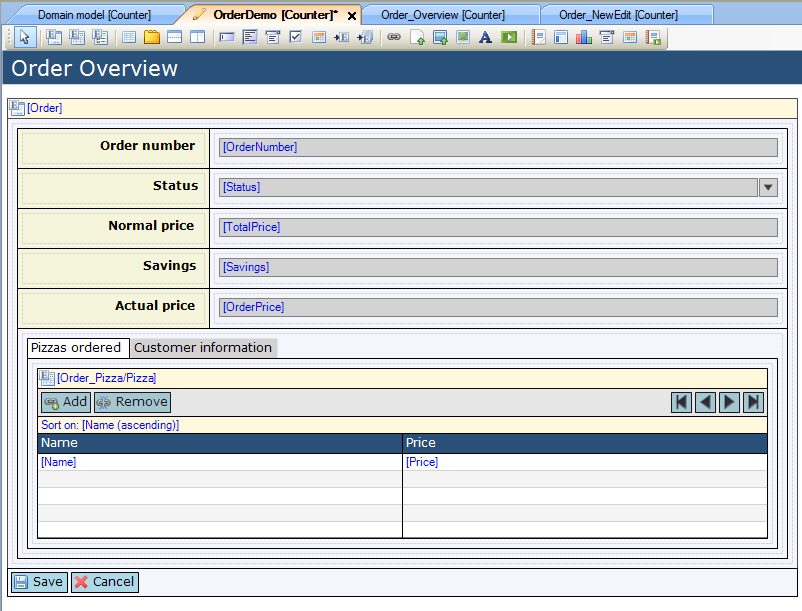 Domain model [Counter]
OrderDemo [Counter]*
Order_Overview [Counter]
Order_NewEdit [Counter]
Order Overview
[Order]
Order number
[OrderNumber]
Status
[Status]
Normal price
[TotalPrice]
Savings
[Savings]
Actual price
[OrderPrice]
Pizzas ordered
Customer information
[Order_Pizza/Pizza]
Add
Remove
Sort on: [Name (ascending)]
Name
Price
[Name]
[Price]
Save
Cancel